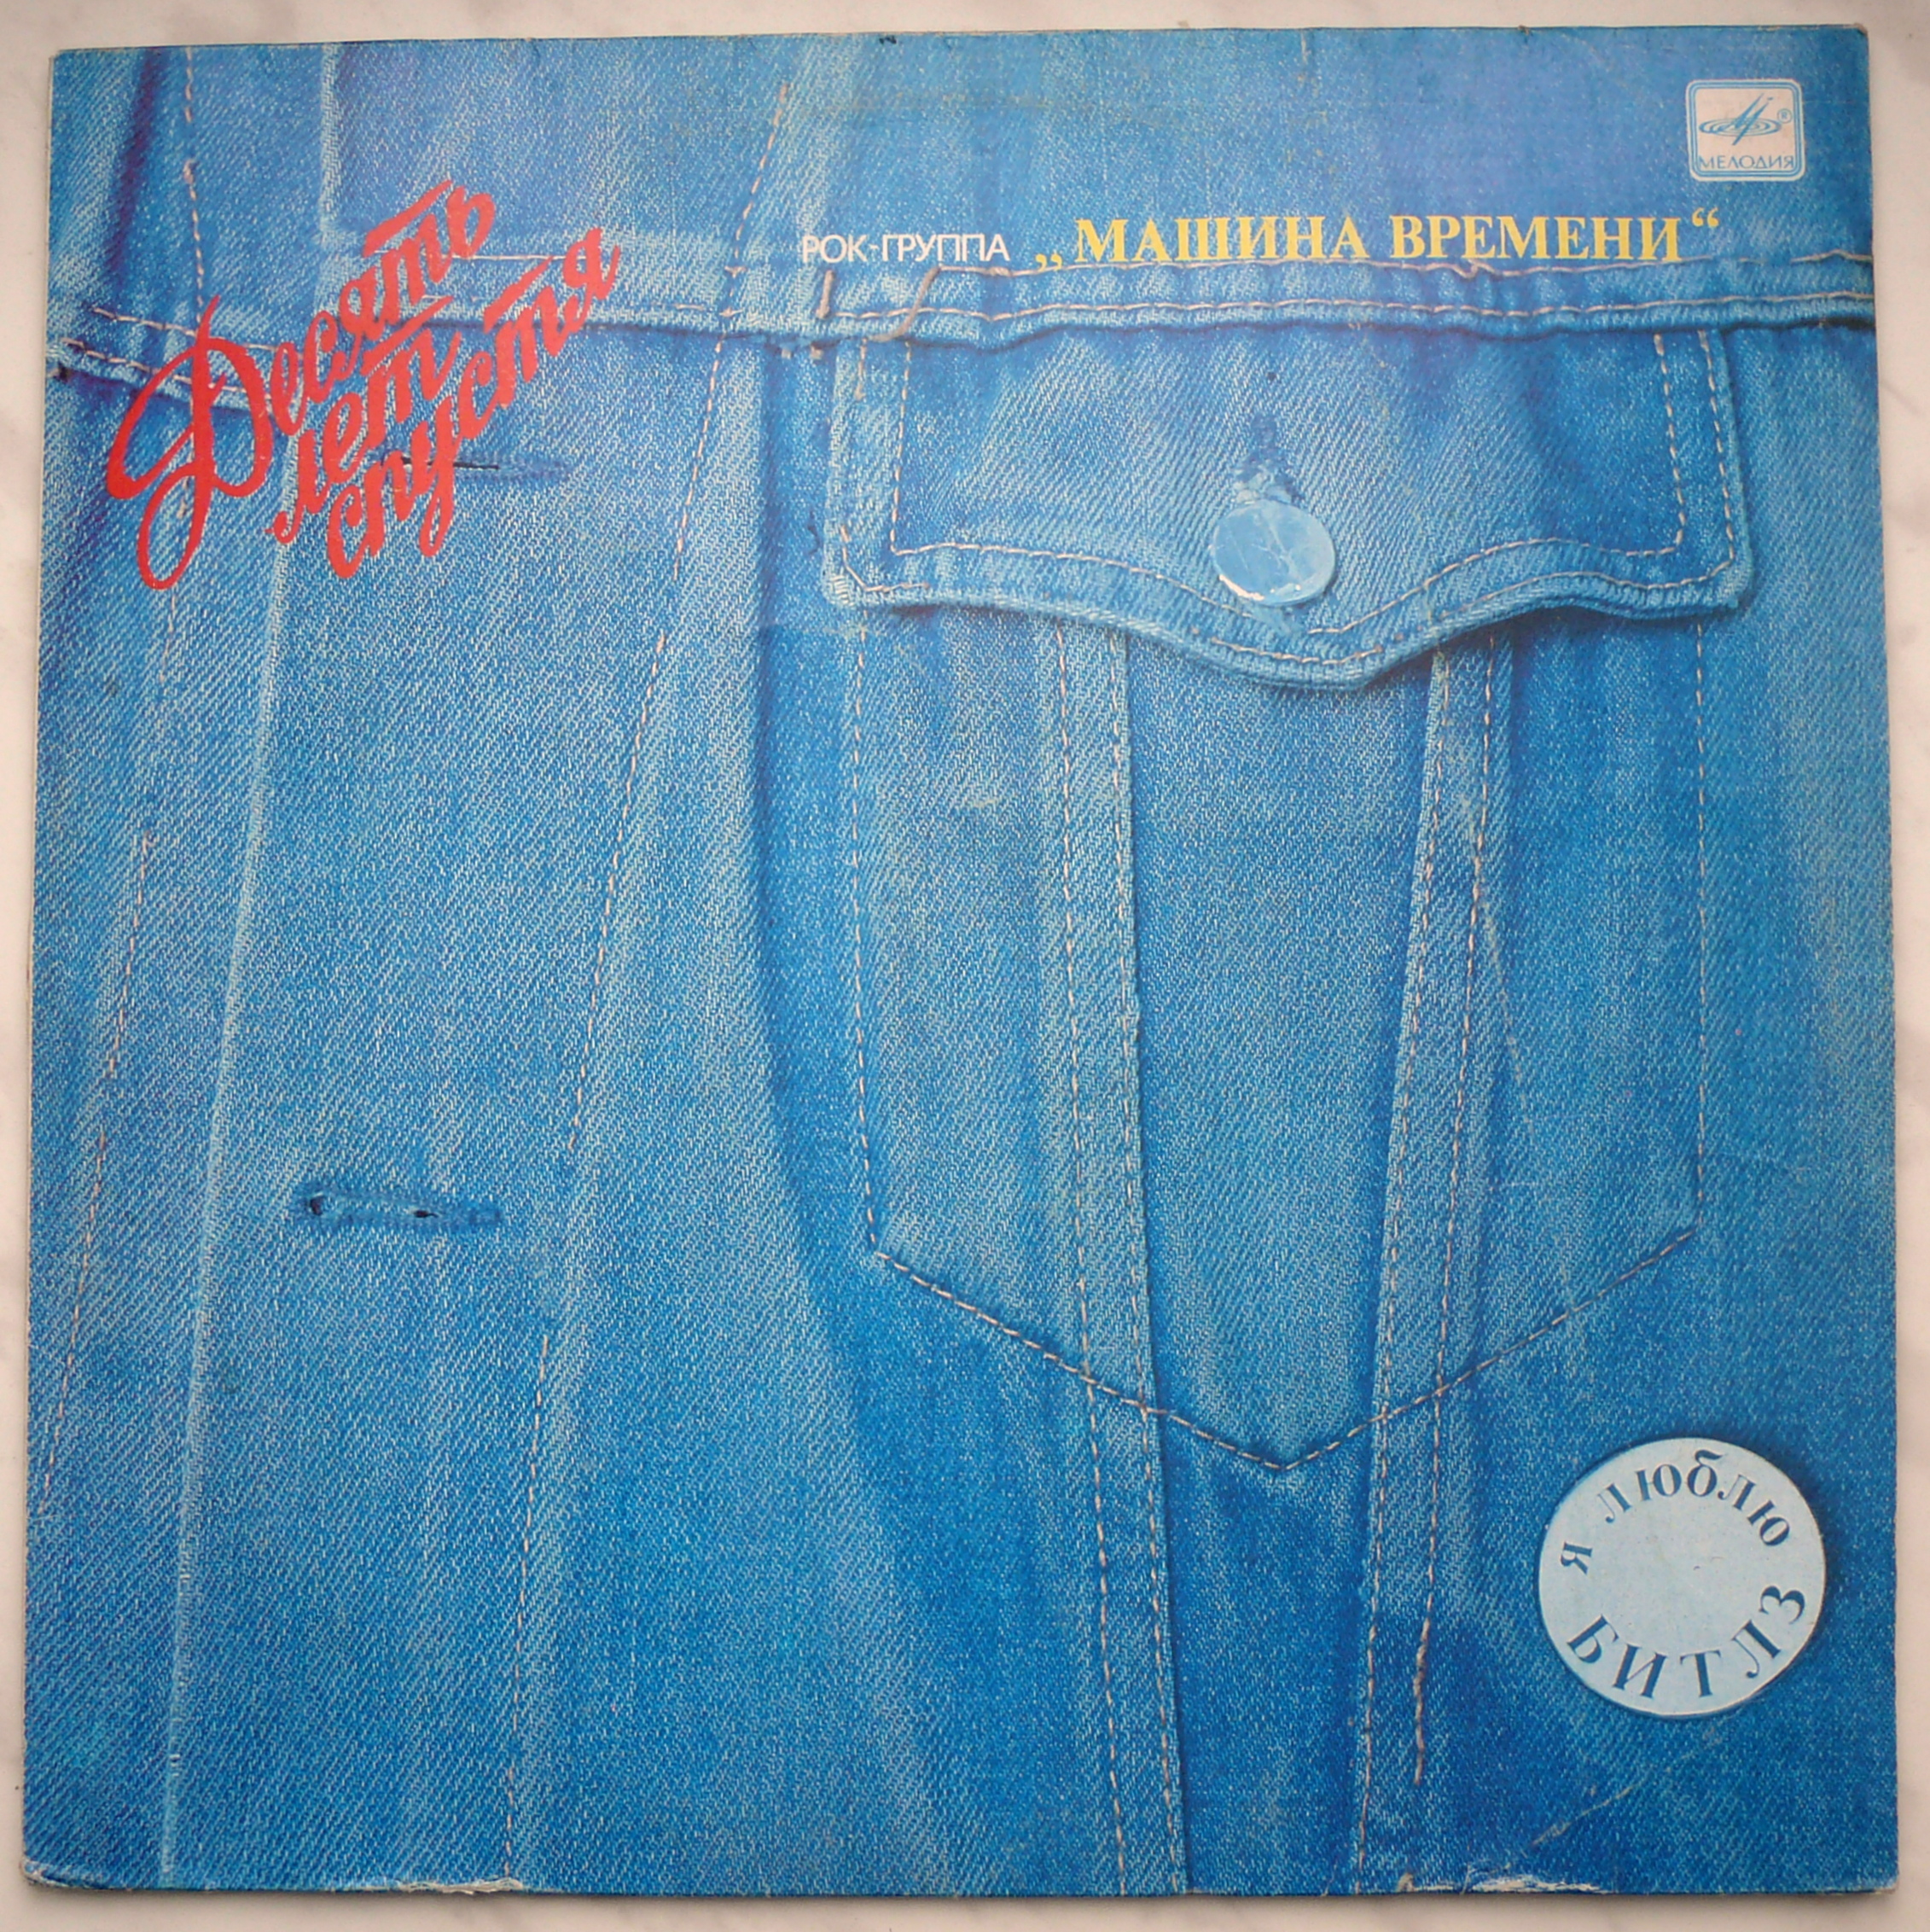 МЕЛОДИЯ
РОК-ГРУППА „МАШИНА ВРЕМЕНИ“
Десять
лет
спустя
Я ЛЮБЛЮ
БИТЛЗ